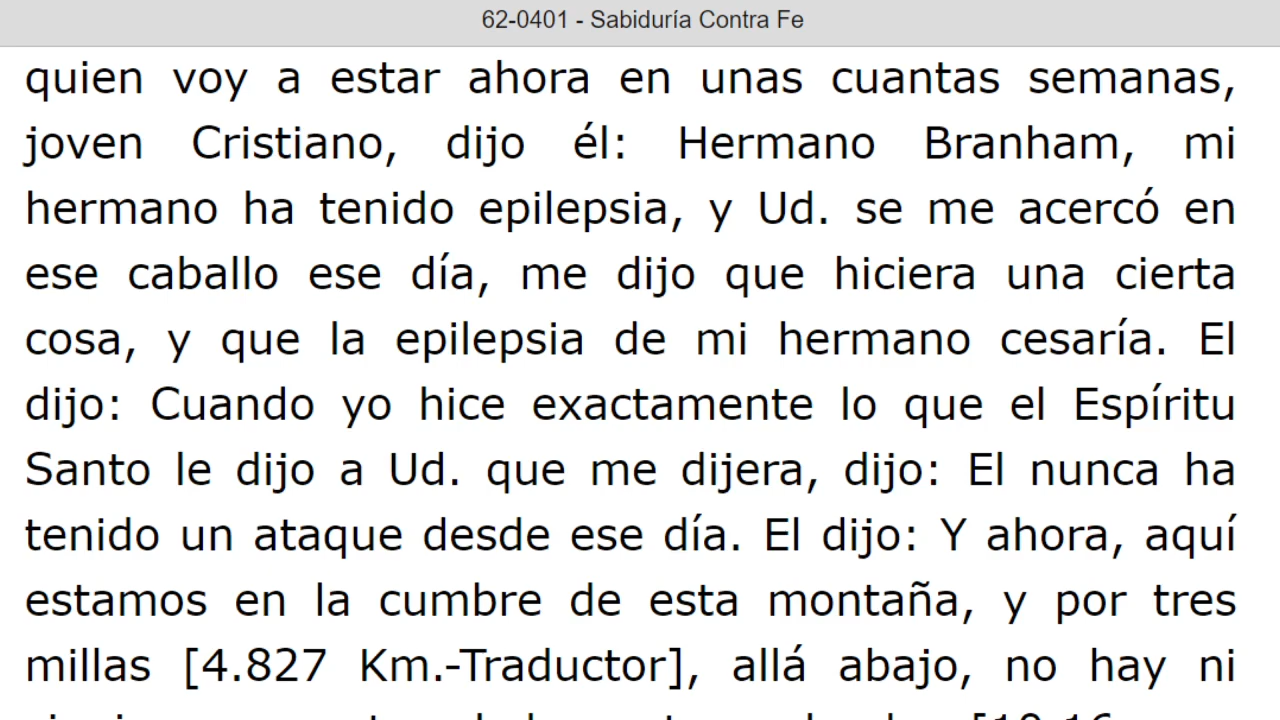 62-0401 - Sabiduría Contra Fe
quien voy a estar ahora en unas cuantas semanas,
joven Cristiano, dijo él: Hermano Branham, mi
hermano ha tenido epilepsia, y Ud. se me acercó en
ese caballo ese día, me dijo que hiciera una cierta
cosa, y que la epilepsia de mi hermano cesaría. El
dijo: Cuando yo hice exactamente lo que el Espíritu
Santo le dijo a Ud. que me dijera, dijo: El nunca ha
tenido un ataque desde ese día. El dijo: Y ahora, aquí
estamos en la cumbre de esta montaña, y por tres
millas [4.827 Km.-Traductor], allá abajo, no hay ni